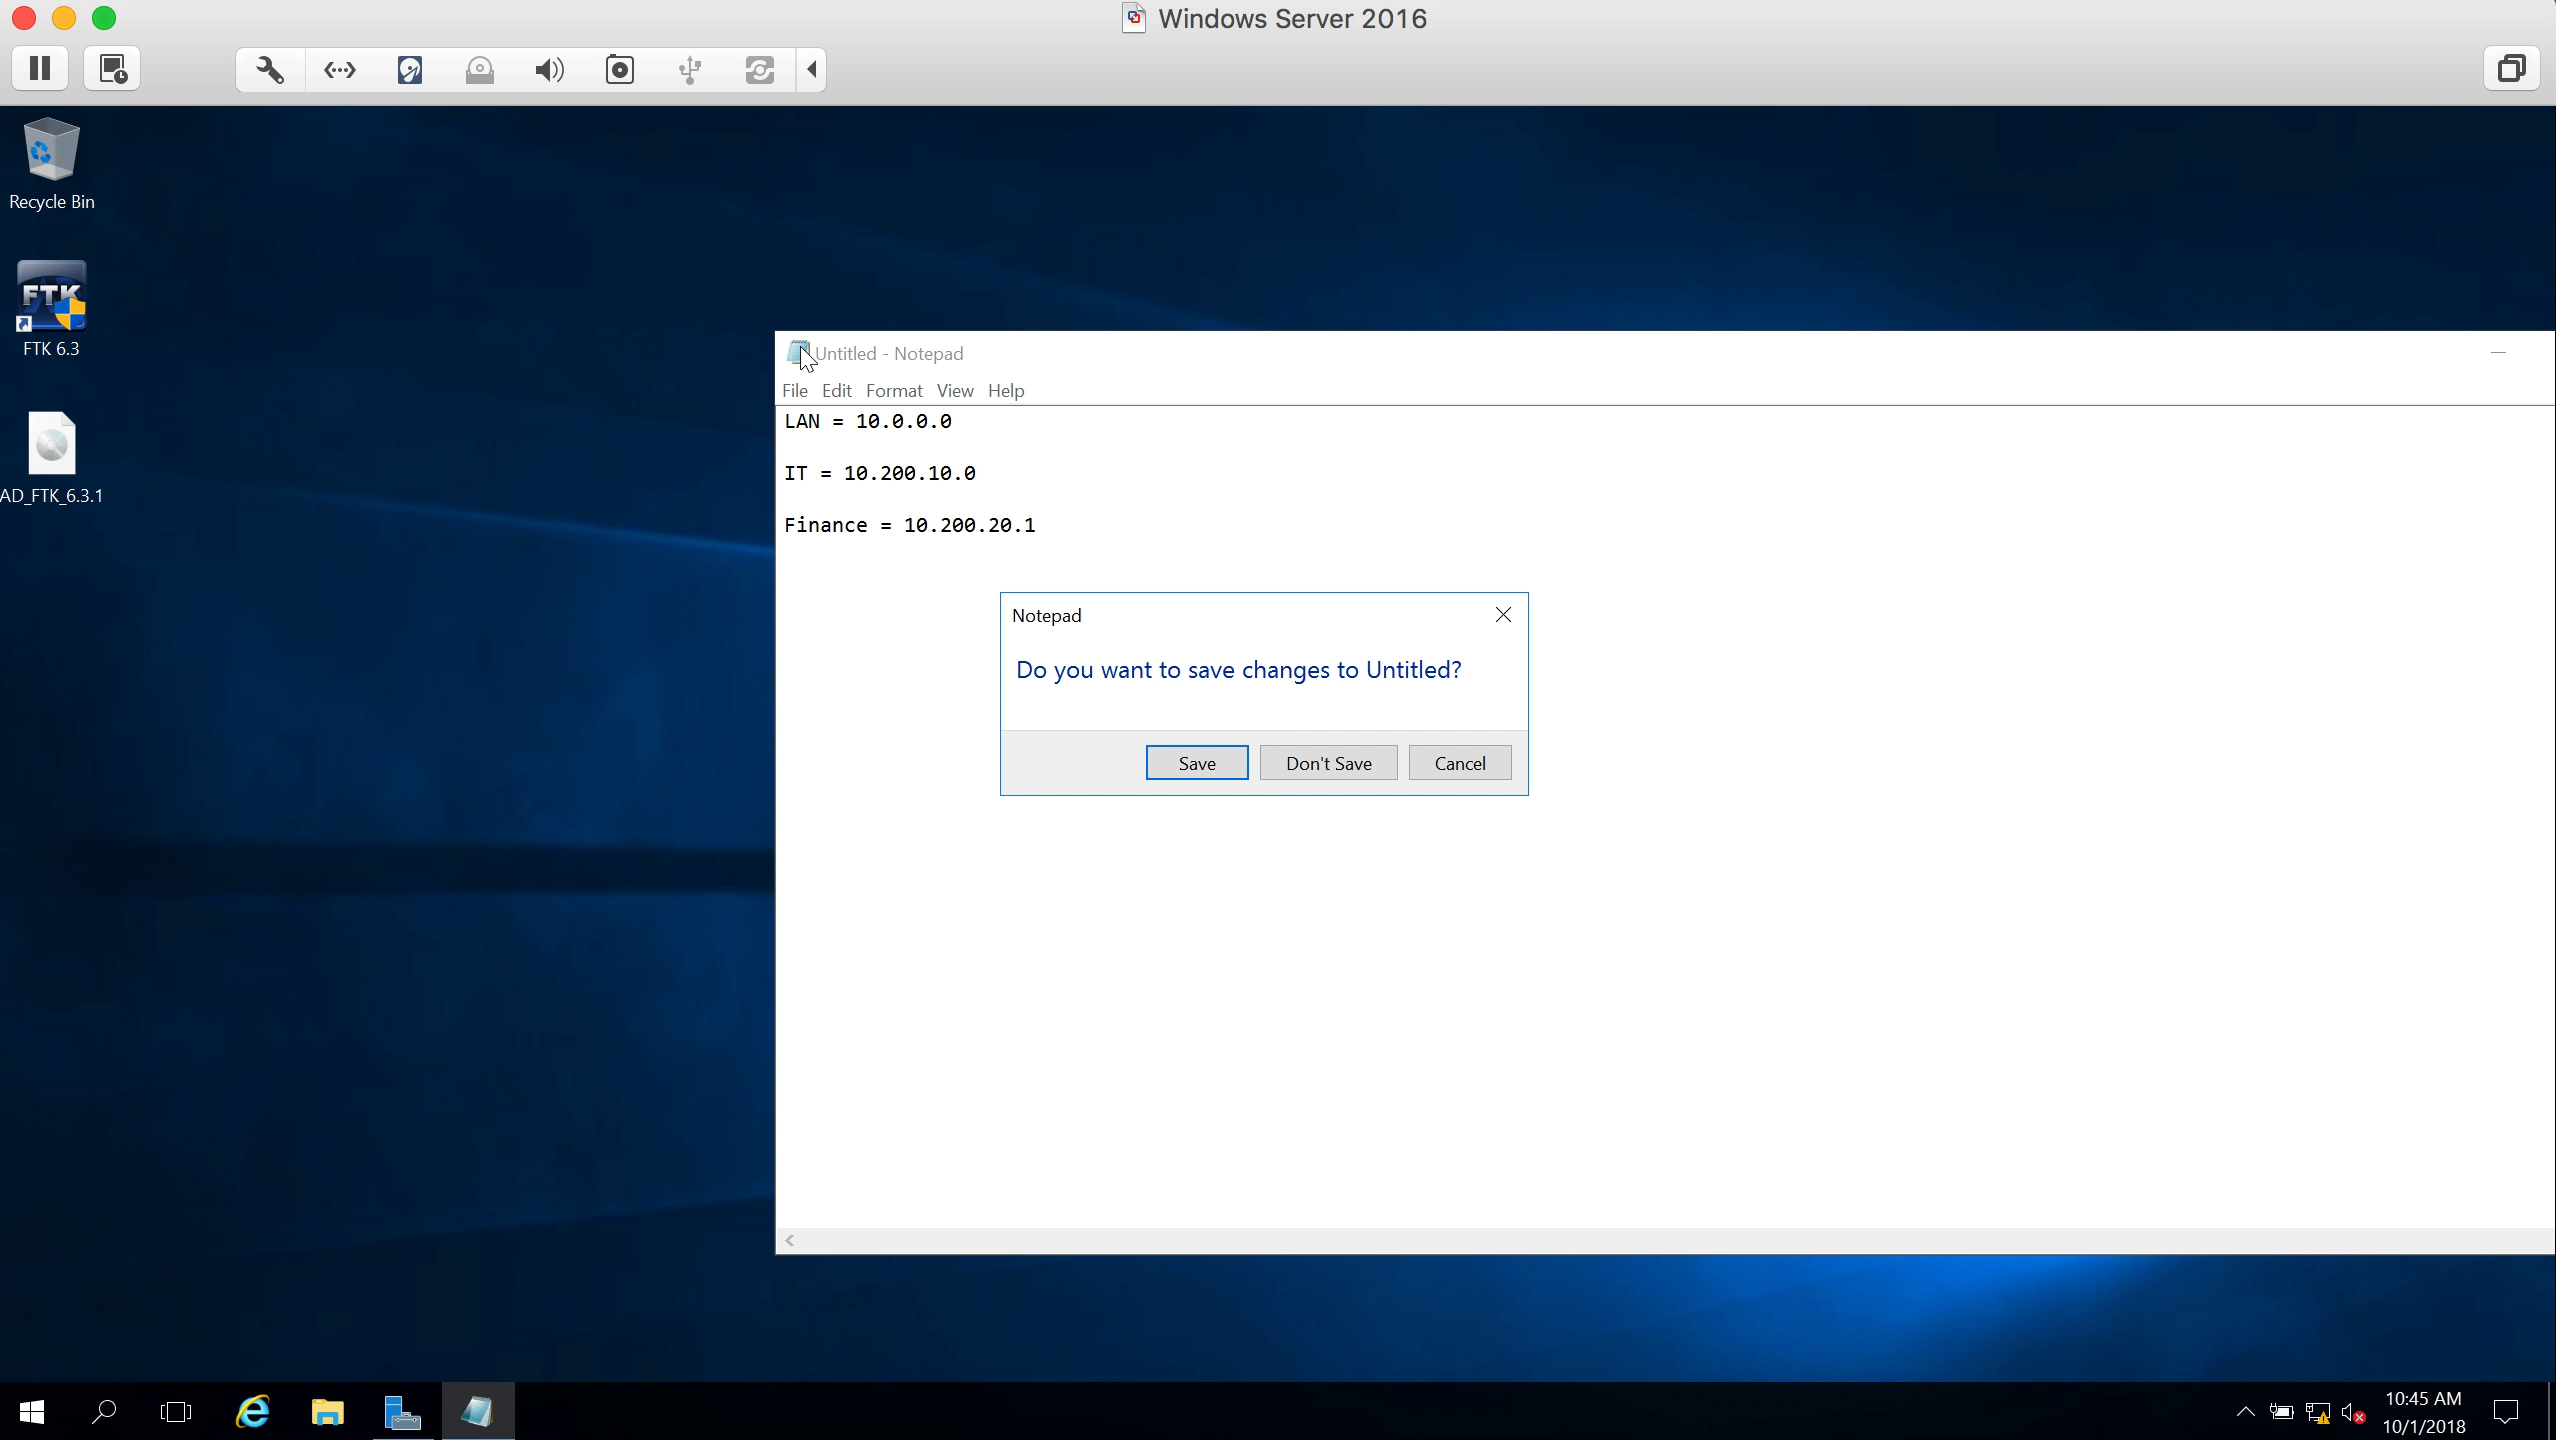 Windows Server 2016
Recycle Bin
FTK
FTK 6.3
AD_FTK_6.3.1
Untitled - Notepad
File Edit Format View Help
LAN = 10.0.0.0
IT = 10.200.10.0
Finance = 10.200.20.1
Notepad
Do you want to save changes to Untitled?
Save Don't Save Cancel
10:45 AM
10/1/2018